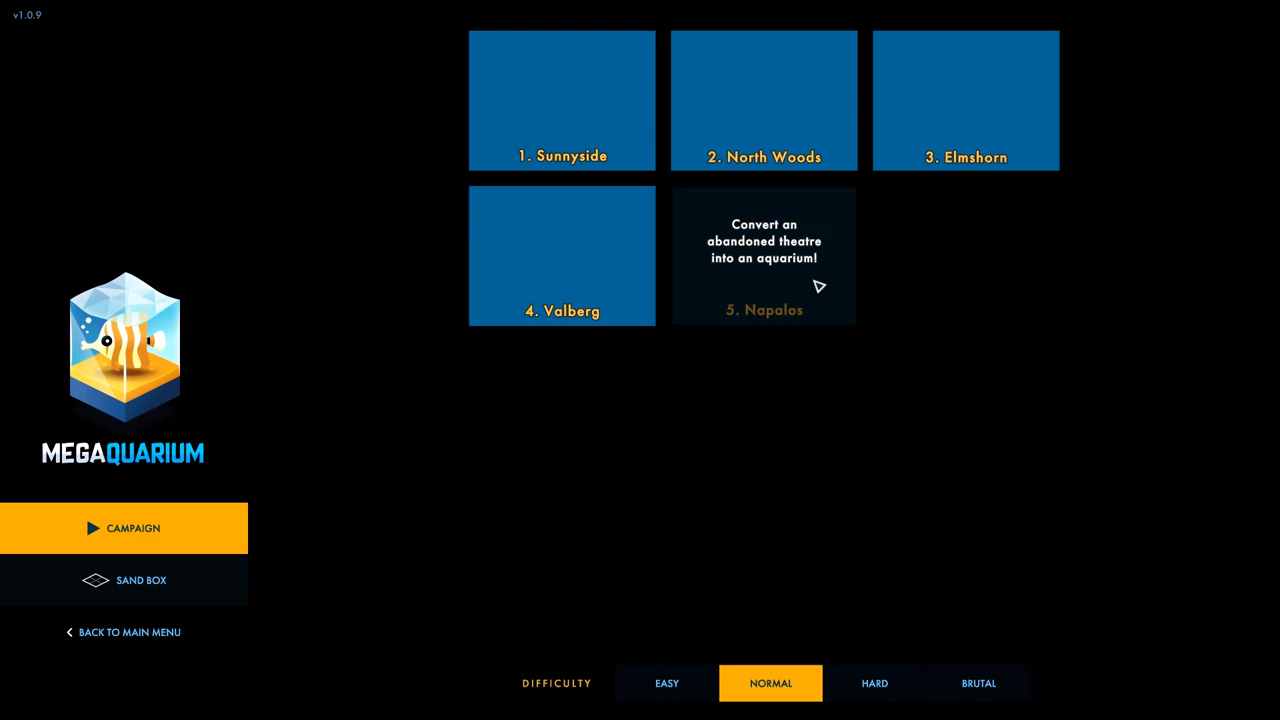 v1.0.9
1. Sunnyside
2. North Woods
3. Elmshorn
4. Valberg
Convert an
abandoned theatre
into an aquarium!
5. Napalos
MEGAQUARIUM
CAMPAIGN
SAND BOX
BACK TO MAIN MENU
DIFFICULTY
EASY
NORMAL
HARD
BRUTAL